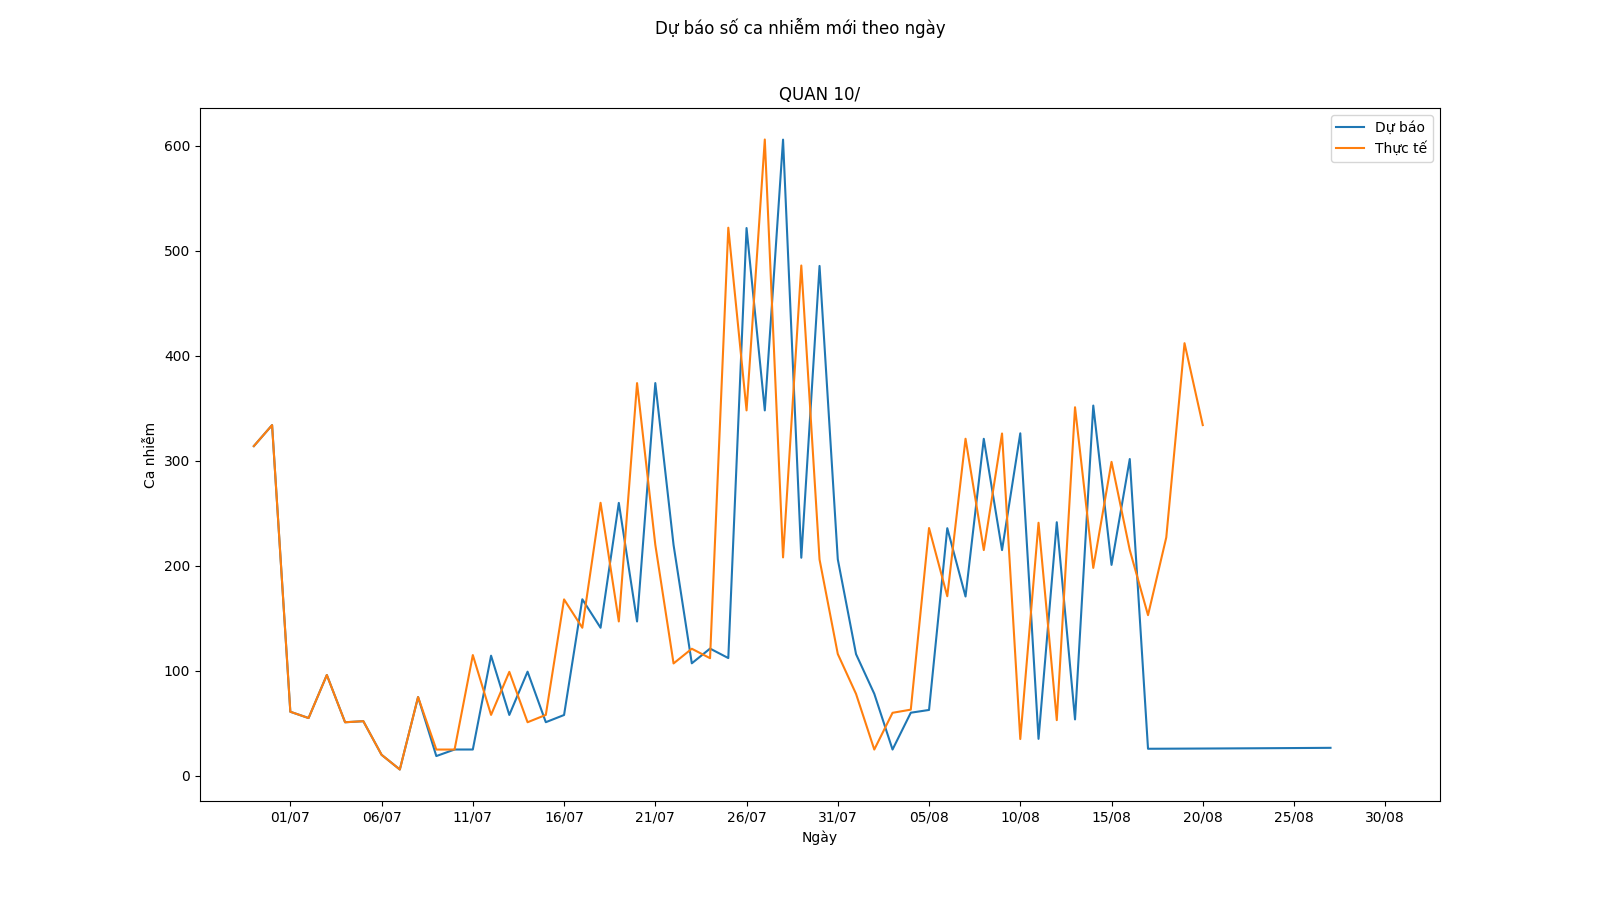 Dự báo số ca nhiễm mới theo ngày
QUAN 10/
Dự báo
Thực tế
600
500
400
300
200
100
0
Ca nhiễm
01/07 06/07 11/07 16/07 21/07 26/07 31/07 05/08 10/08 15/08 20/08 25/08 30/08
Ngày